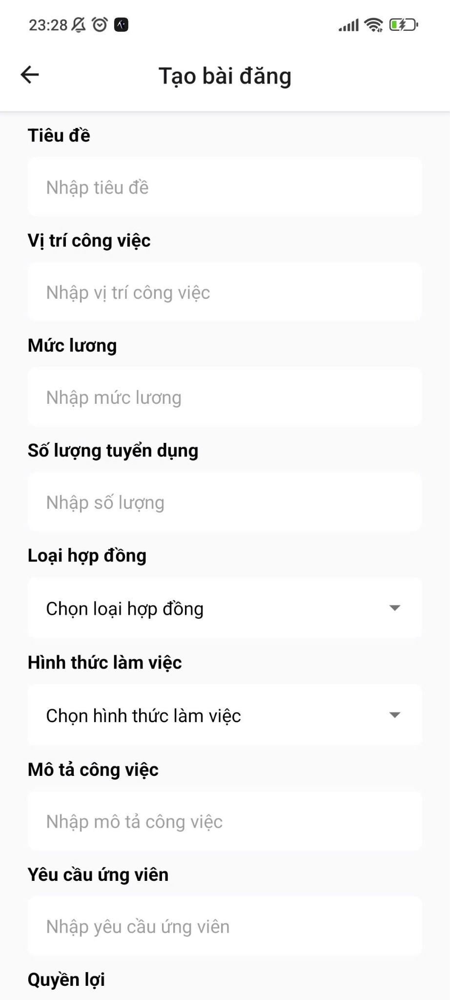 23:28
Tạo bài đăng
Tiêu đề
Nhập tiêu đề
Vị trí công việc
Nhập vị trí công việc
Mức lương
Nhập mức lương
Số lượng tuyển dụng
Nhập số lượng
Loại hợp đồng
Chọn loại hợp đồng
Hình thức làm việc
Chọn hình thức làm việc
Mô tả công việc
Nhập mô tả công việc
Yêu cầu ứng viên
Nhập yêu cầu ứng viên
Quyền lợi